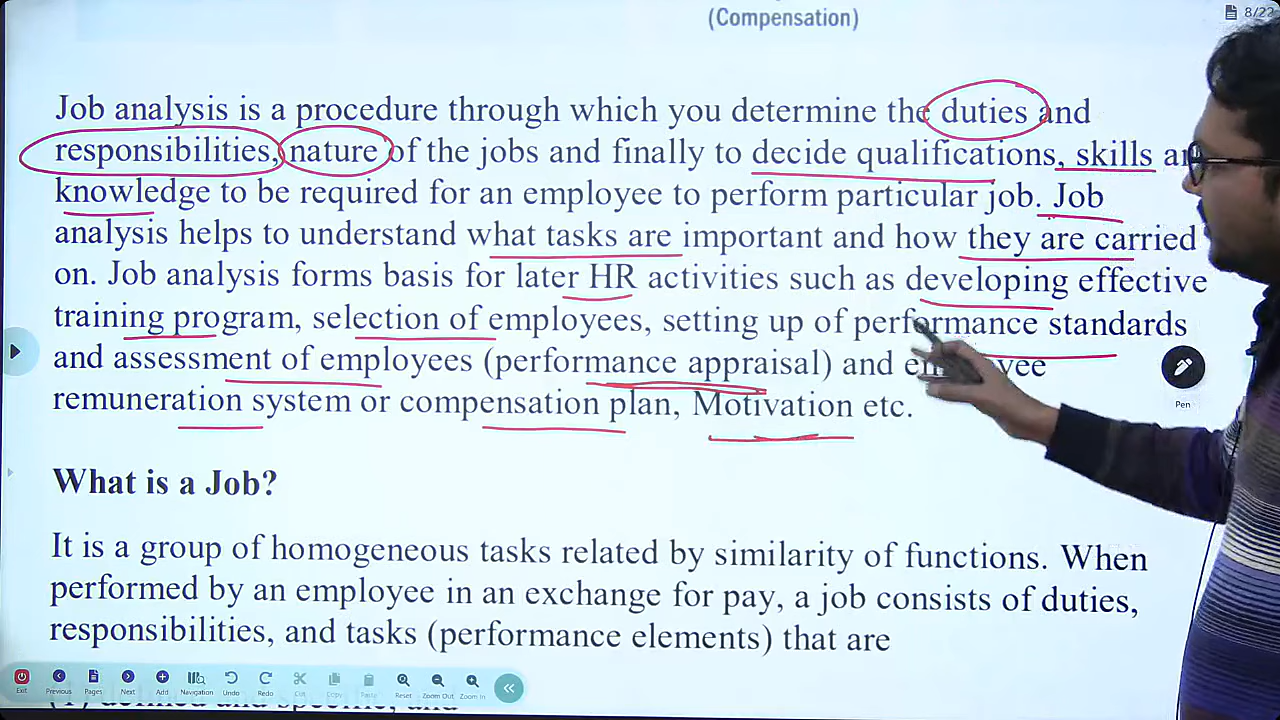 (Compensation)
8/22
Job analysis is a procedure through which you determine the duties and
responsibilities, nature of the jobs and finally to decide qualifications, skills
knowledge to be required for an employee to perform particular job. Job
analysis helps to understand what tasks are important and how they are carried
on. Job analysis forms basis for later HR activities such as developing effective
training program, selection of employees, setting up of performance standards
and assessment of employees (performance appraisal) and
remuneration system or compensation plan, Motivation etc.
Pen
What is a Job?
It is a group of homogeneous tasks related by similarity of functions. When
performed by an employee in an exchange for pay, a job consists of duties,
responsibilities, and tasks (performance elements) that are
Exit Previous Pages Next Add Navigation Undo Redo Cut Copy Paste Reset Zoom Out Zoom In